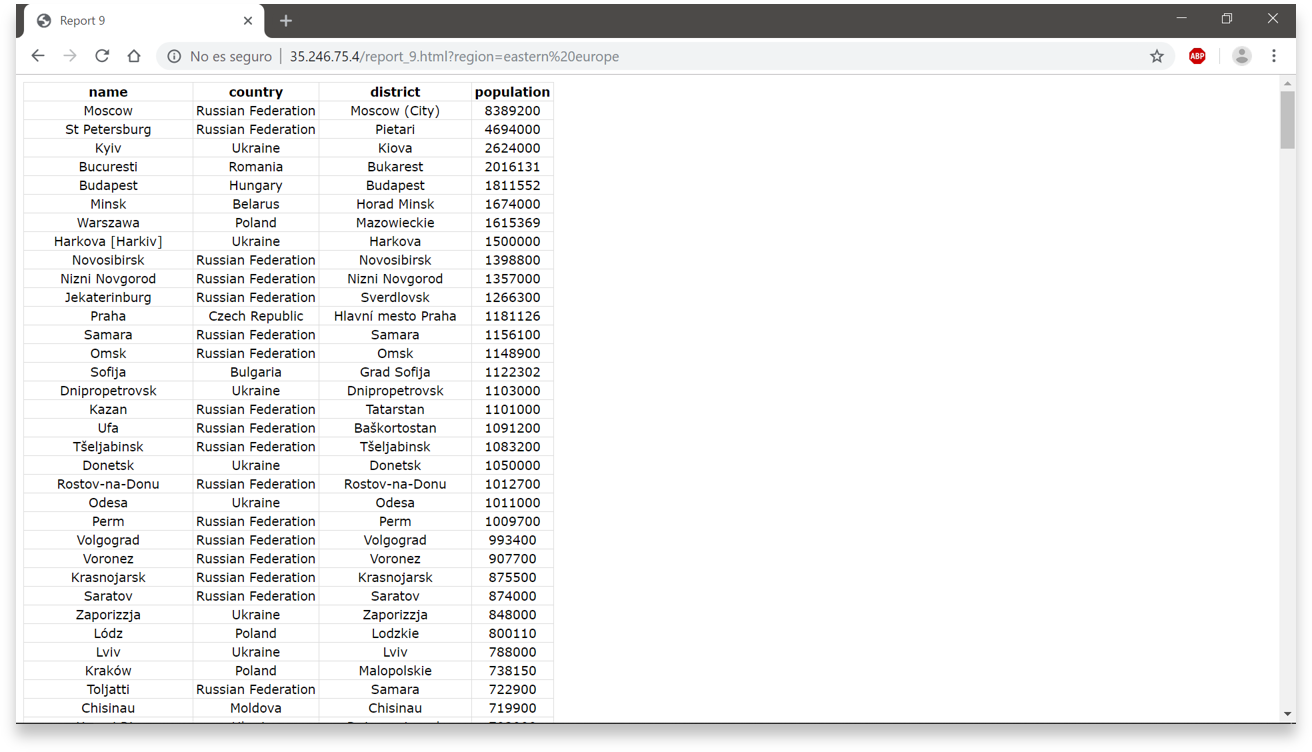 Report 9
No es seguro | 35.246.75.4/report_9.html?region=eastern%20europe
ABP
name country district population
Moscow Russian Federation Moscow (City) 8389200
St Petersburg Russian Federation Pietari 4694000
Kyiv Ukraine Kiova 2624000
Bucuresti Romania Bukarest 2016131
Budapest Hungary Budapest 1811552
Minsk Belarus Horad Minsk 1674000
Warszawa Poland Mazowieckie 1615369
Harkova [Harkiv] Ukraine Harkova 1500000
Novosibirsk Russian Federation Novosibirsk 1398800
Nizni Novgorod Russian Federation Nizni Novgorod 1357000
Jekaterinburg Russian Federation Sverdlovsk 1266300
Praha Czech Republic Hlavní mesto Praha 1181126
Samara Russian Federation Samara 1156100
Omsk Russian Federation Omsk 1148900
Sofija Bulgaria Grad Sofija 1122302
Dnipropetrovsk Ukraine Dnipropetrovsk 1103000
Kazan Russian Federation Tatarstan 1101000
Ufa Russian Federation Baškortostan 1091200
Tšeljabinsk Russian Federation Tšeljabinsk 1083200
Donetsk Ukraine Donetsk 1050000
Rostov-na-Donu Russian Federation Rostov-na-Donu 1012700
Odesa Ukraine Odesa 1011000
Perm Russian Federation Perm 1009700
Volgograd Russian Federation Volgograd 993400
Voronez Russian Federation Voronez 907700
Krasnojarsk Russian Federation Krasnojarsk 875500
Saratov Russian Federation Saratov 874000
Zaporizzja Ukraine Zaporizzja 848000
Lódz Poland Lodzkie 800110
Lviv Ukraine Lviv 788000
Kraków Poland Malopolskie 738150
Toljatti Russian Federation Samara 722900
Chisinau Moldova Chisinau 719900